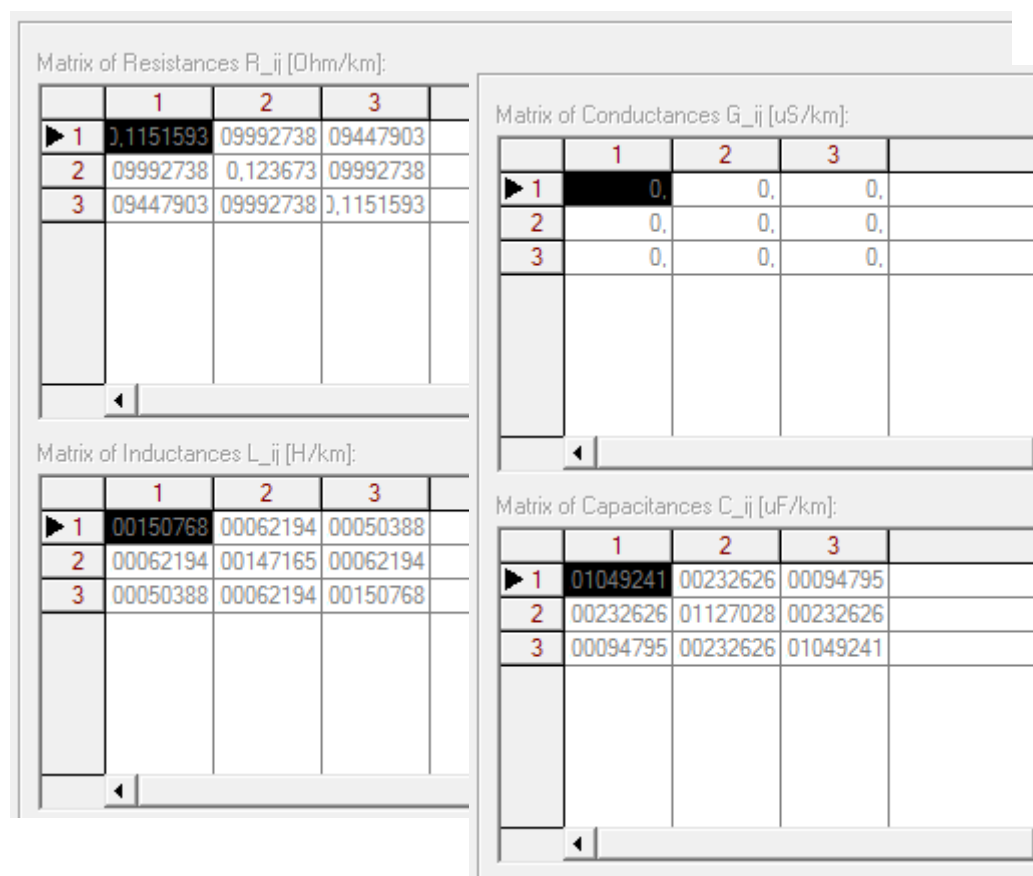 Matrix of Resistances R_ij [Ohm/km]:
1 2 3
1 0,1151593 09992738 09447903
2 09992738 0,123673 09992738
3 09447903 09992738 0,1151593
Matrix of Inductances L_ij [H/km]:
1 2 3
1 00150768 00062194 00050388
2 00062194 00147165 00062194
3 00050388 00062194 00150768
Matrix of Conductances G_ij [uS/km]:
1 2 3
1 0, 0, 0,
2 0, 0, 0,
3 0, 0, 0,
Matrix of Capacitances C_ij [uF/km]:
1 2 3
1 01049241 00232626 00094795
2 00232626 01127028 00232626
3 00094795 00232626 01049241